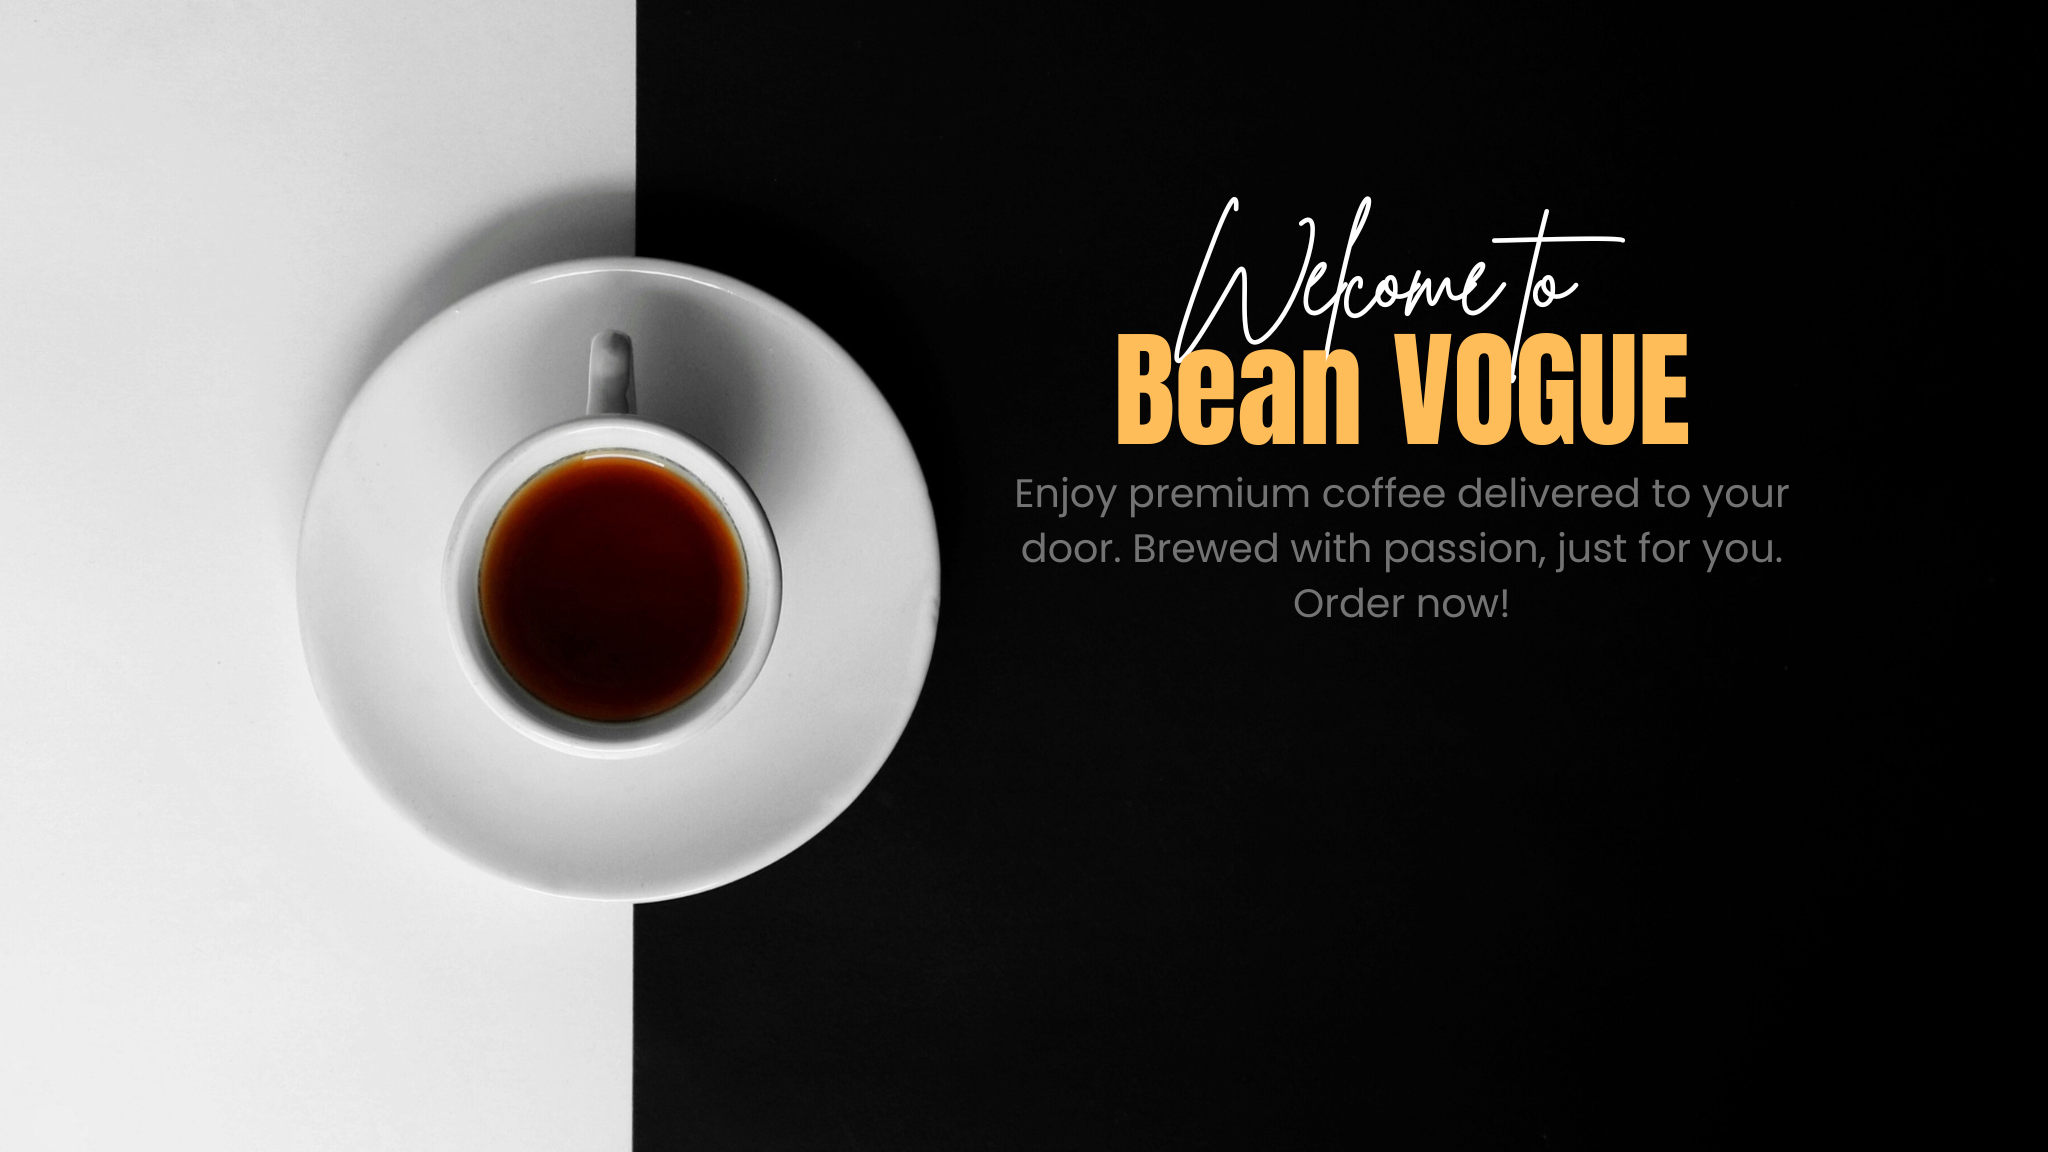 Welcome to
Bean VOGUE
Enjoy premium coffee delivered to your
door. Brewed with passion, just for you.
Order now!